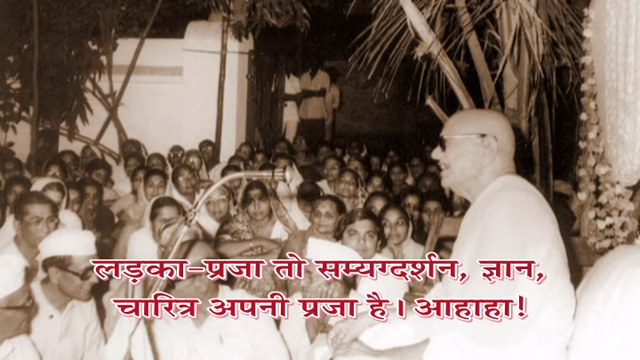 लड़का-प्रजा तो सम्यग्दर्शन, ज्ञान,
चारित्र अपनी प्रजा है। आहाहा!